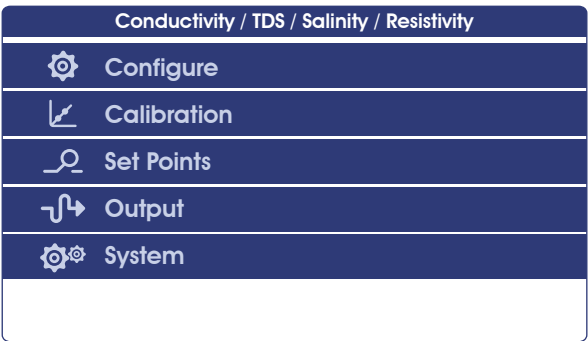 Conductivity / TDS / Salinity / Resistivity
Configure
Calibration
Set Points
Output
System